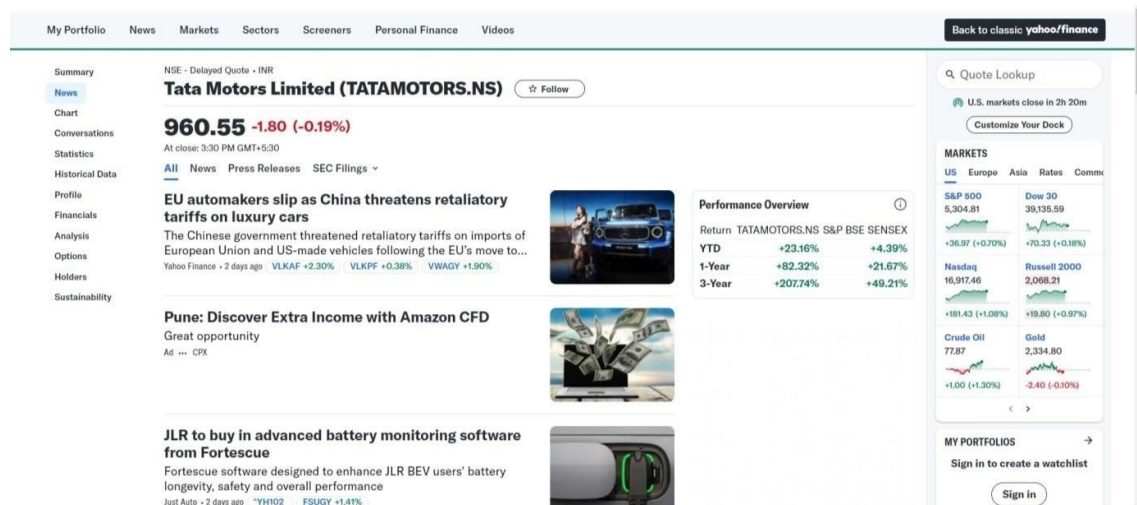 My Portfolio News Markets Sectors Screeners Personal Finance Videos
Back to classic yahoo/finance
Summary
News
Chart
Conversations
Statistics
Historical Data
Profile
Financials
Analysis
Options
Holders
Sustainability
NSE - Delayed Quote • INR
Tata Motors Limited (TATAMOTORS.NS)
☆ Follow
960.55 -1.80 (-0.19%)
At close: 3:30 PM GMT+5:30
All News Press Releases SEC Filings
EU automakers slip as China threatens retaliatory
tariffs on luxury cars
The Chinese government threatened retaliatory tariffs on imports of
European Union and US-made vehicles following the EU's move to...
Yahoo Finance • 2 days ago VLKAF +2.30% VLKPF +0.38% VWAGY +1.90%
Pune: Discover Extra Income with Amazon CFD
Great opportunity
Ad ••• CPX
JLR to buy in advanced battery monitoring software
from Fortescue
Fortescue software designed to enhance JLR BEV users' battery
longevity, safety and overall performance
Just Auto • 2 days ago ^YH102 FSUGY +1.41%
Performance Overview
Return TATAMOTORS.NS S&P BSE SENSEX
YTD +23.16% +4.39%
1-Year +82.32% +21.67%
3-Year +207.74% +49.21%
Quote Lookup
U.S. markets close in 2h 20m
Customize Your Dock
MARKETS
US Europe Asia Rates Comm
S&P 500 Dow 30
5,304.81 39,135.59
+36.97 (+0.70%) +70.33 (+0.18%)
Nasdaq Russell 2000
16,917.46 2,068.21
+181.43 (+1.08%) +19.80 (+0.97%)
Crude Oil Gold
77.87 2,334.80
+1.00 (+1.30%) -2.40 (-0.10%)
MY PORTFOLIOS
Sign in to create a watchlist
Sign in